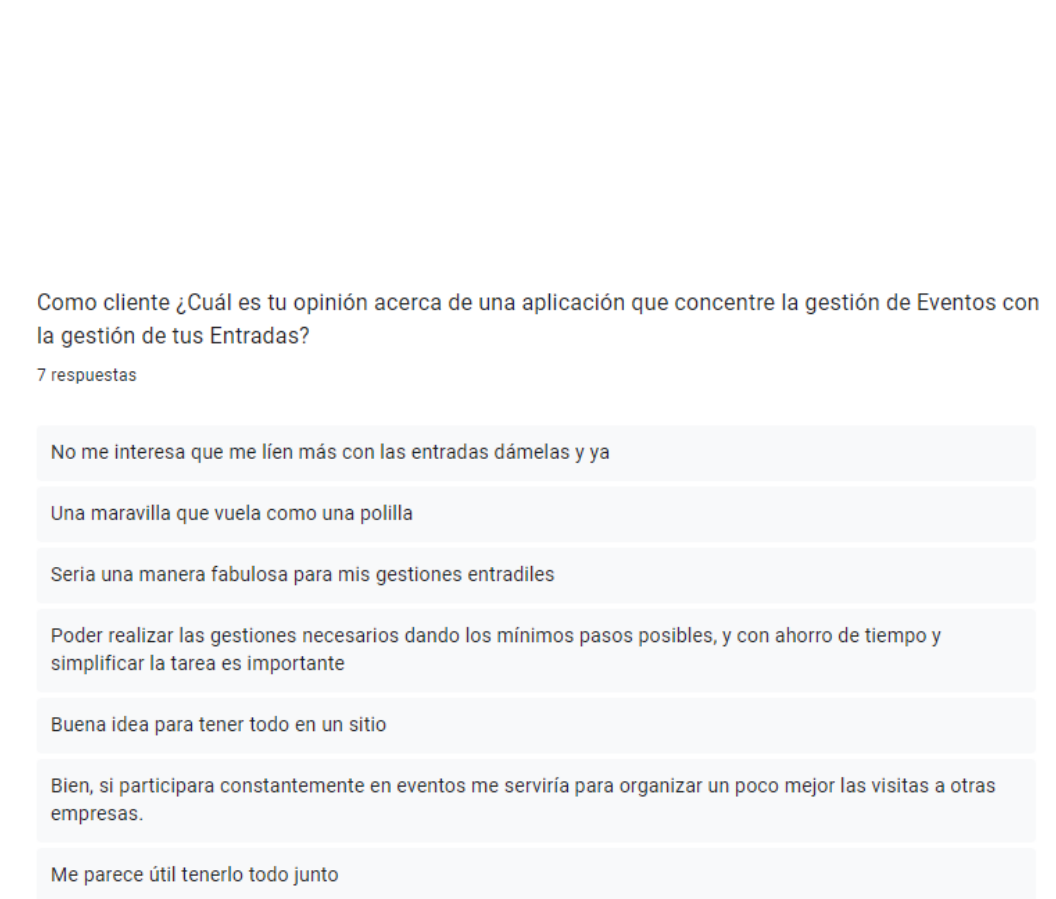 Como cliente ¿Cuál es tu opinión acerca de una aplicación que concentre la gestión de Eventos con
la gestión de tus Entradas?
7 respuestas
No me interesa que me líen más con las entradas dámelas y ya
Una maravilla que vuela como una polilla
Seria una manera fabulosa para mis gestiones entradiles
Poder realizar las gestiones necesarios dando los mínimos pasos posibles, y con ahorro de tiempo y
simplificar la tarea es importante
Buena idea para tener todo en un sitio
Bien, si participara constantemente en eventos me serviría para organizar un poco mejor las visitas a otras
empresas.
Me parece útil tenerlo todo junto